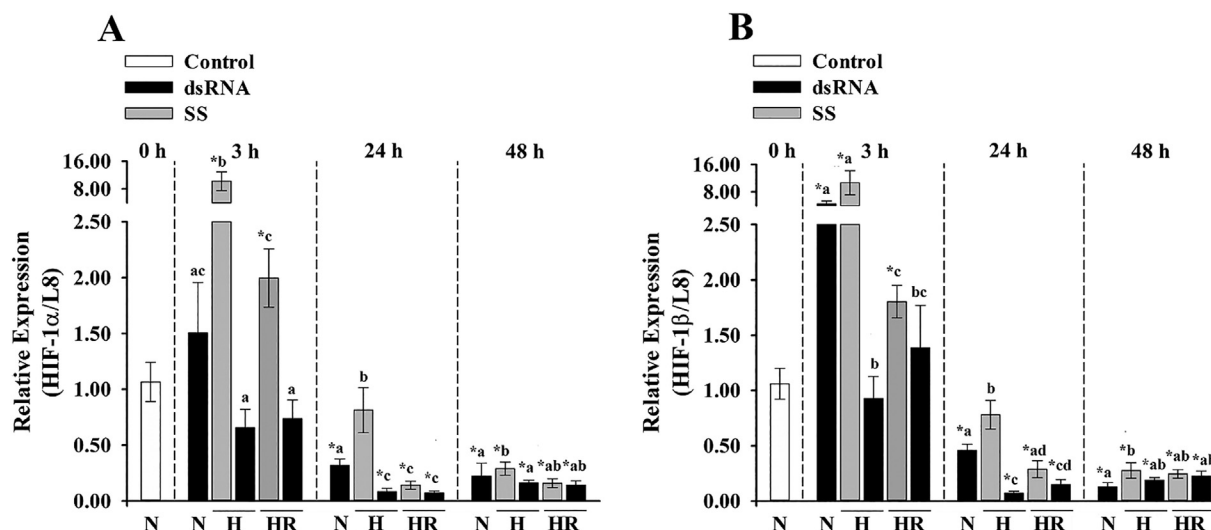 A
Control
dsRNA
SS
0 h 3 h 24 h 48 h
Relative Expression
(HIF-1α/L8)
16.00
8.00
2.50
2.00
1.50
1.00
0.50
0.00
ac *b a *c a
*a b *c *c *c
*a *b *a *ab *ab
N N H HR N H HR N H HR
B
Control
dsRNA
SS
0 h 3 h 24 h 48 h
Relative Expression
(HIF-1β/L8)
16.00
8.00
2.50
2.00
1.50
1.00
0.50
0.00
*a *a b *c bc
*a b *c *ad *cd
*a *b *ab *ab *ab
N N H HR N H HR N H HR